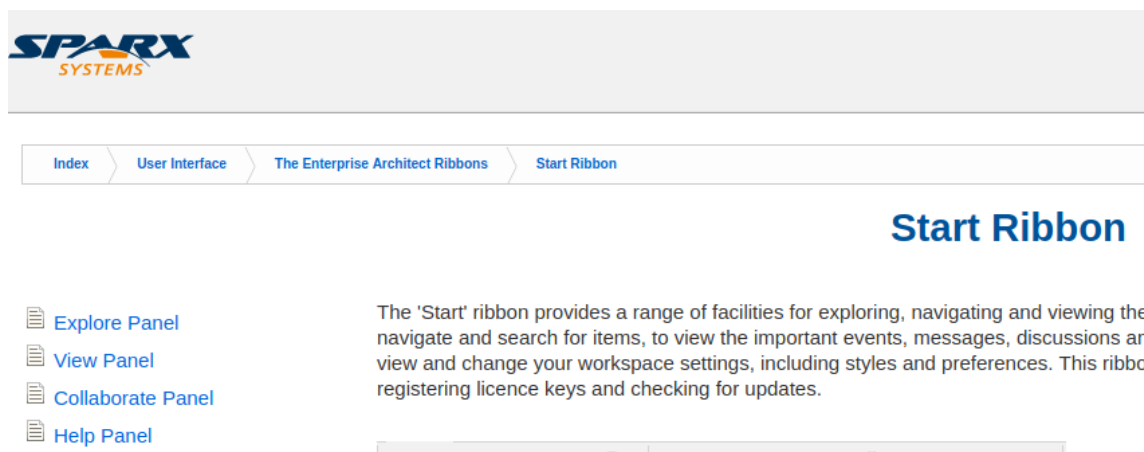 SPARX
SYSTEMS
Index User Interface The Enterprise Architect Ribbons Start Ribbon
Start Ribbon
Explore Panel
View Panel
Collaborate Panel
Help Panel
The 'Start' ribbon provides a range of facilities for exploring, navigating and viewing the
navigate and search for items, to view the important events, messages, discussions
view and change your workspace settings, including styles and preferences. This
registering licence keys and checking for updates.